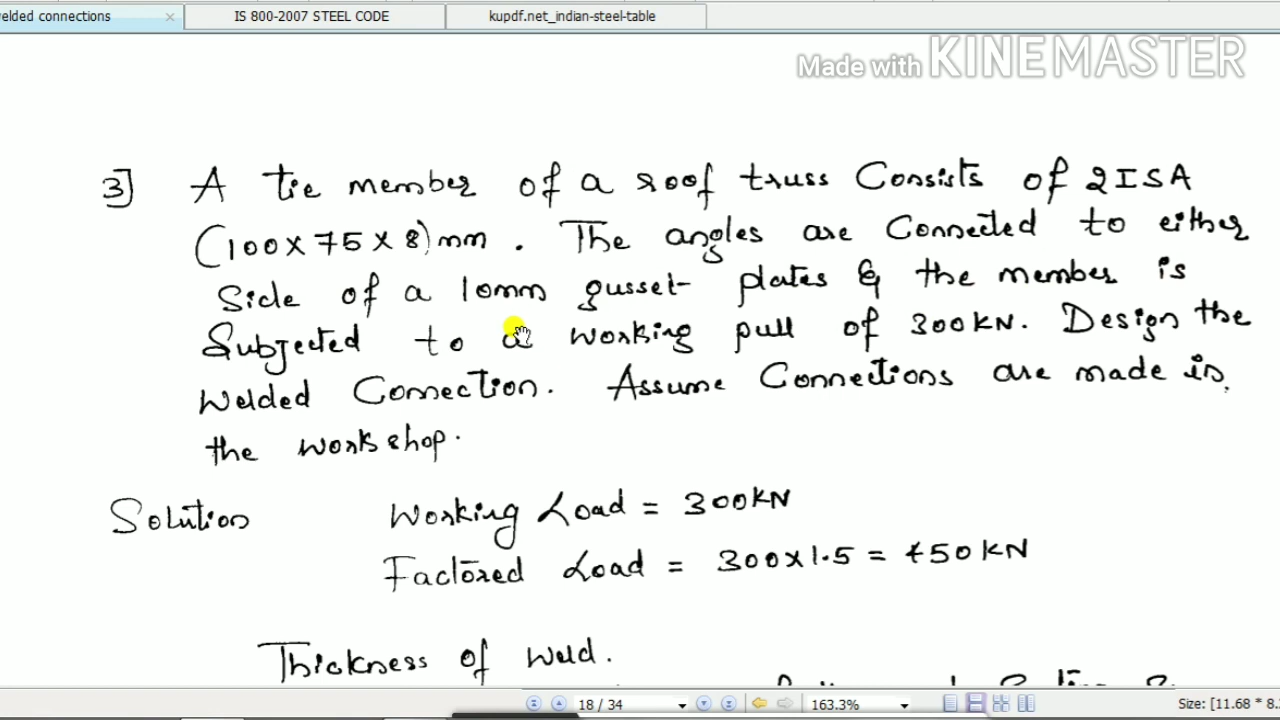 elded connections
IS 800-2007 STEEL CODE
kupdf.net_indian-steel-table
Made with KINEMASTER
3] A tie member of a roof truss Consists of 2ISA
(100 x 75 x 8) mm . The angles are Connected to either
Side of a 10mm gusset plates & the member is
Subjected to a working pull of 300KN. Design the
Welded Connection. Assume Connections are made in
the workshop.
Solution Working Load = 300KN
Factored Load = 300x1.5 = 450KN
Thickness of weld.
18 / 34
163.3%
Size: [11.68 * 8.